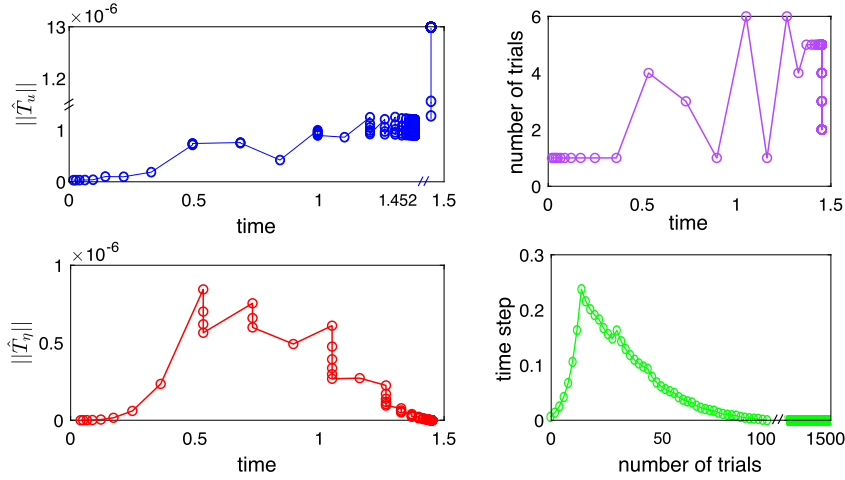 ×10⁻⁶
13
1.2
1
0
||T̂ᵤ||
0 0.5 1 1.452 1.5
time
6
4
2
0
number of trials
0 0.5 1 1.5
time
×10⁻⁶
1
0.5
0
||T̂_η||
0 0.5 1 1.5
time
0.3
0.2
0.1
0
time step
0 50 100 1500
number of trials